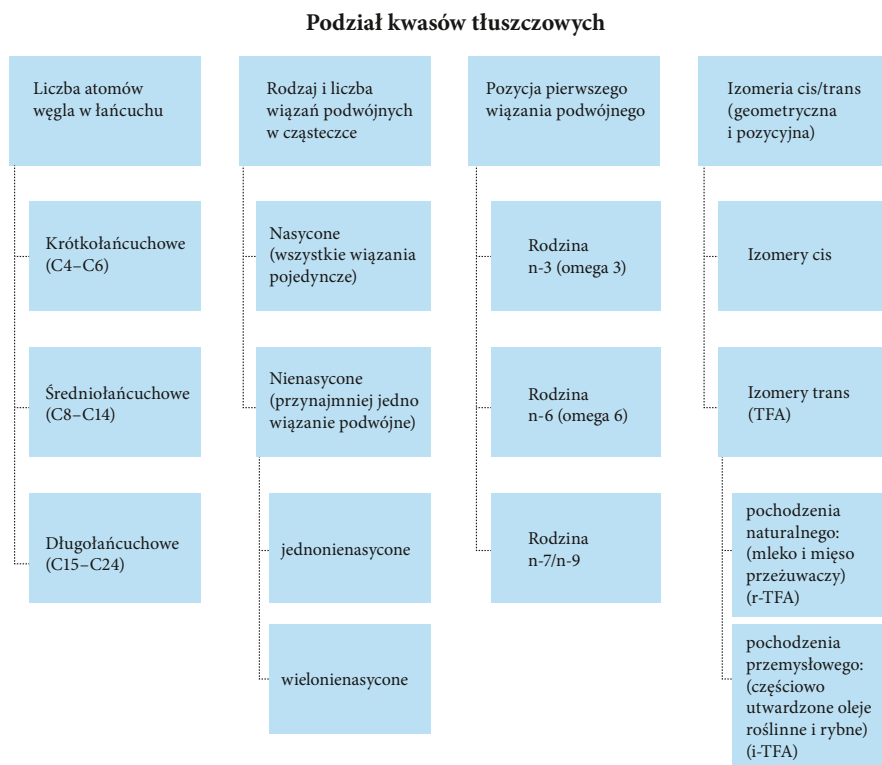 Podział kwasów tłuszczowych
Liczba atomów
węgla w łańcuchu
Krótkołańcuchowe
(C4–C6)
Średniołańcuchowe
(C8–C14)
Długołańcuchowe
(C15–C24)
Rodzaj i liczba
wiązań podwójnych
w cząsteczce
Nasycone
(wszystkie wiązania
pojedyncze)
Nienasycone
(przynajmniej jedno
wiązanie podwójne)
jednonienasycone
wielonienasycone
Pozycja pierwszego
wiązania podwójnego
Rodzina
n-3 (omega 3)
Rodzina
n-6 (omega 6)
Rodzina
n-7/n-9
Izomeria cis/trans
(geometryczna
i pozycyjna)
Izomery cis
Izomery trans
(TFA)
pochodzenia
naturalnego:
(mleko i mięso
przeżuwaczy)
(r-TFA)
pochodzenia
przemysłowego:
(częściowo
utwardzone oleje
roślinne i rybne)
(i-TFA)